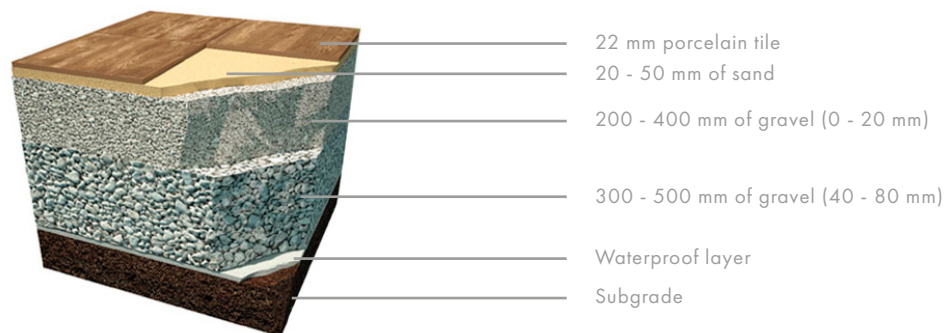 22 mm porcelain tile
20 - 50 mm of sand
200 - 400 mm of gravel (0 - 20 mm)
300 - 500 mm of gravel (40 - 80 mm)
Waterproof layer
Subgrade